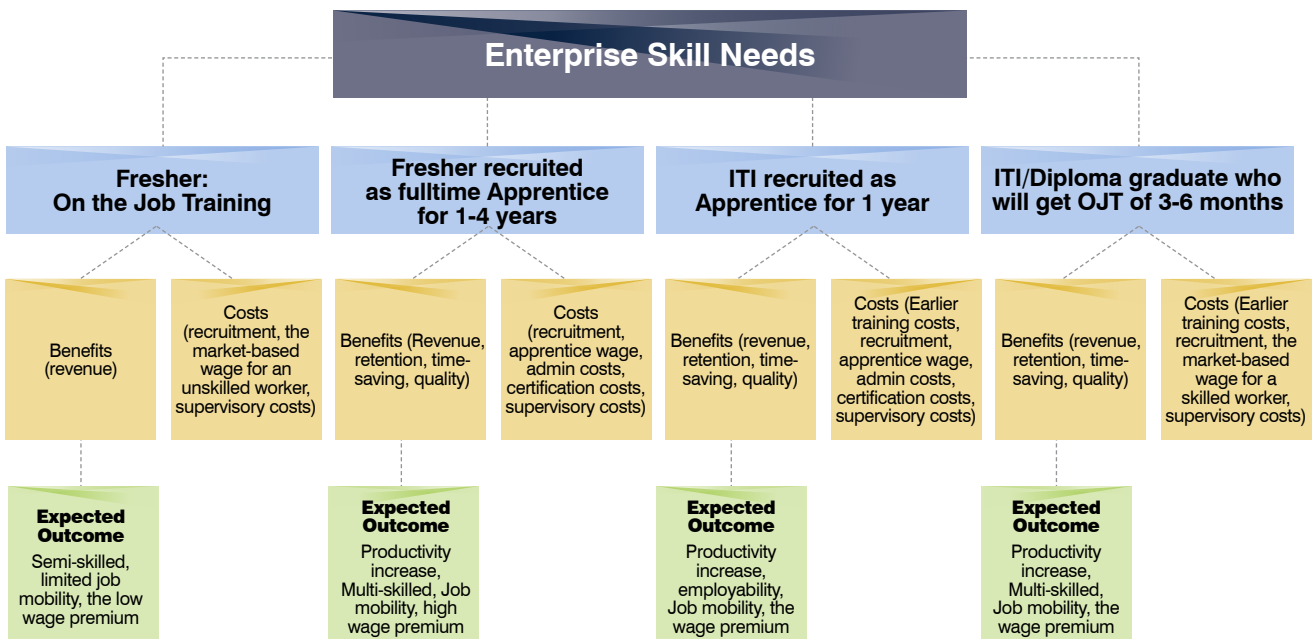 Enterprise Skill Needs
Fresher:
On the Job Training
Fresher recruited
as fulltime Apprentice
for 1-4 years
ITI recruited as
Apprentice for 1 year
ITI/Diploma graduate who
will get OJT of 3-6 months
Benefits
(revenue)
Costs
(recruitment, the
market-based
wage for an
unskilled worker,
supervisory costs)
Benefits (Revenue,
retention, time-
saving, quality)
Costs
(recruitment,
apprentice wage,
admin costs,
certification costs,
supervisory costs)
Benefits (revenue,
retention, time-
saving, quality)
Costs (Earlier
training costs,
recruitment,
apprentice wage,
admin costs,
certification costs,
supervisory costs)
Benefits (revenue,
retention, time-
saving, quality)
Costs (Earlier
training costs,
recruitment, the
market-based
wage for a
skilled worker,
supervisory costs)
Expected
Outcome
Semi-skilled,
limited job
mobility, the low
wage premium
Expected
Outcome
Productivity
increase,
Multi-skilled, Job
mobility, high
wage premium
Expected
Outcome
Productivity
increase,
employability,
Job mobility, the
wage premium
Expected
Outcome
Productivity
increase,
Multi-skilled,
Job mobility, the
wage premium